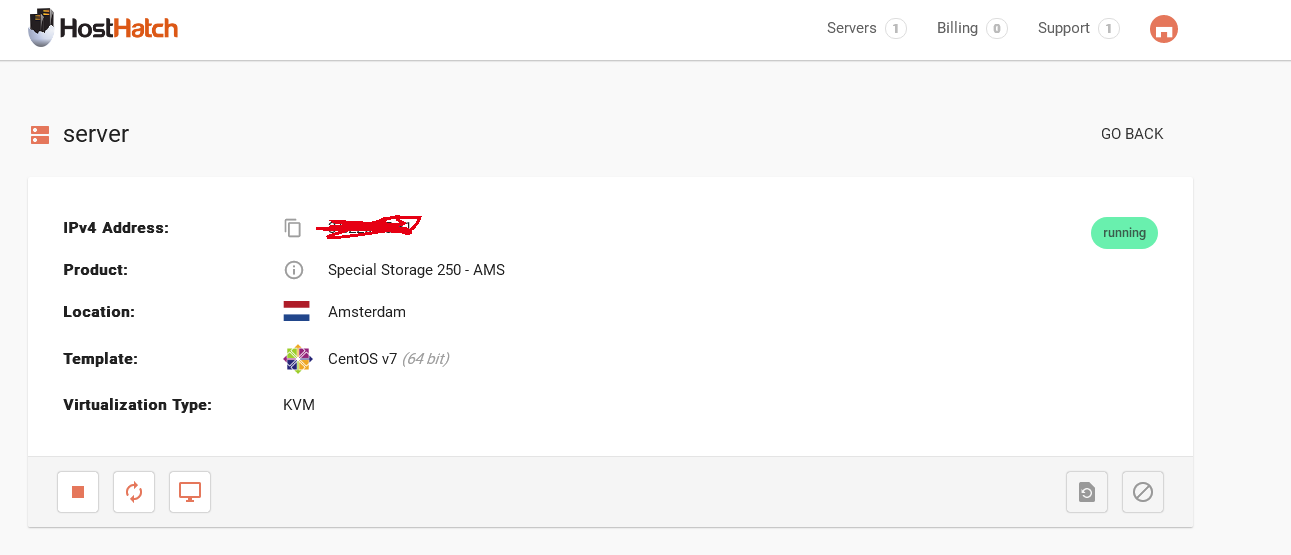 HostHatch
Servers 1 Billing 0 Support 1
server
GO BACK
IPv4 Address:
running
Product: Special Storage 250 - AMS
Location: Amsterdam
Template: CentOS v7 (64 bit)
Virtualization Type: KVM